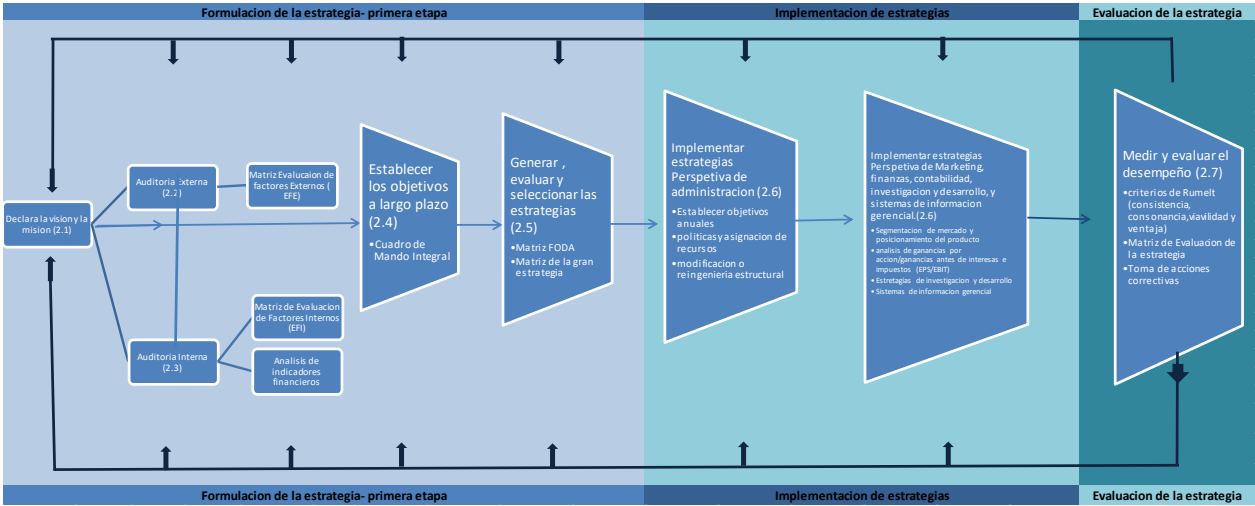 Formulacion de la estrategia- primera etapa
Implementacion de estrategias
Evaluacion de la estrategia
Declara la vision y la
mision (2.1)
Auditoria Externa
(2.2)
Matriz Evalucaicon de
factores Externos (
EFE)
Auditoria Interna
(2.3)
Matriz de Evaluacion
de Factores Internos
(EFI)
Analisis de
indicadores
financieros
Establecer
los objetivos
a largo plazo
(2.4)
•Cuadro de
Mando Integral
Generar ,
evaluar y
seleccionar las
estrategias
(2.5)
•Matriz FODA
•Matriz de la gran
estrategia
Implementar
estrategias
Perspetiva de
administracion (2.6)
•Establecer objetivos
anuales
•politicas y asignacion de
recursos
•modificacion o
reingenieria estructural
Implementar estrategias
Perspetiva de Marketing,
finanzas, contabilidad,
investigacion y desarrollo, y
sistemas de informacion
gerencial.(2.6)
•Segmentacion de mercado y
posicionamiento del producto
•analisis de ganancias por
accion/ganancias antes de interesas e
impuestos (EPS/EBIT)
•Estretagias de investigacion y desarrollo
•Sistemas de informacion gerencial
Medir y evaluar el
desempeño (2.7)
•criterios de Rumelt
(consistencia,
consonancia,viavilidad y
ventaja)
•Matriz de Evaluacion de
la estrategia
•Toma de acciones
correctivas
Formulacion de la estrategia- primera etapa
Implementacion de estrategias
Evaluacion de la estrategia